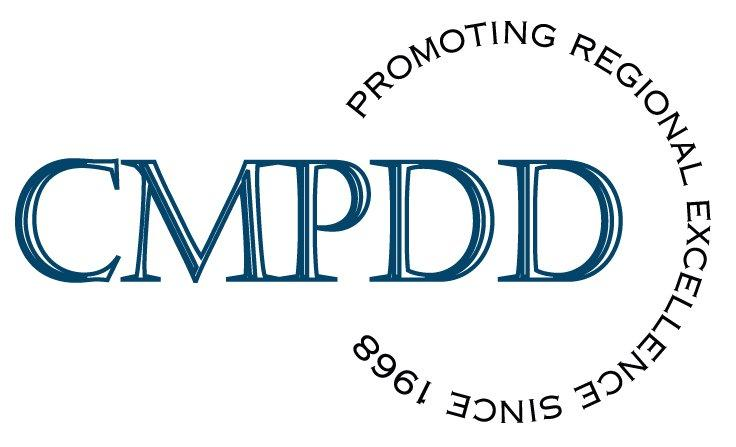 CMPDD
PROMOTING REGIONAL EXCELLENCE SINCE 1968